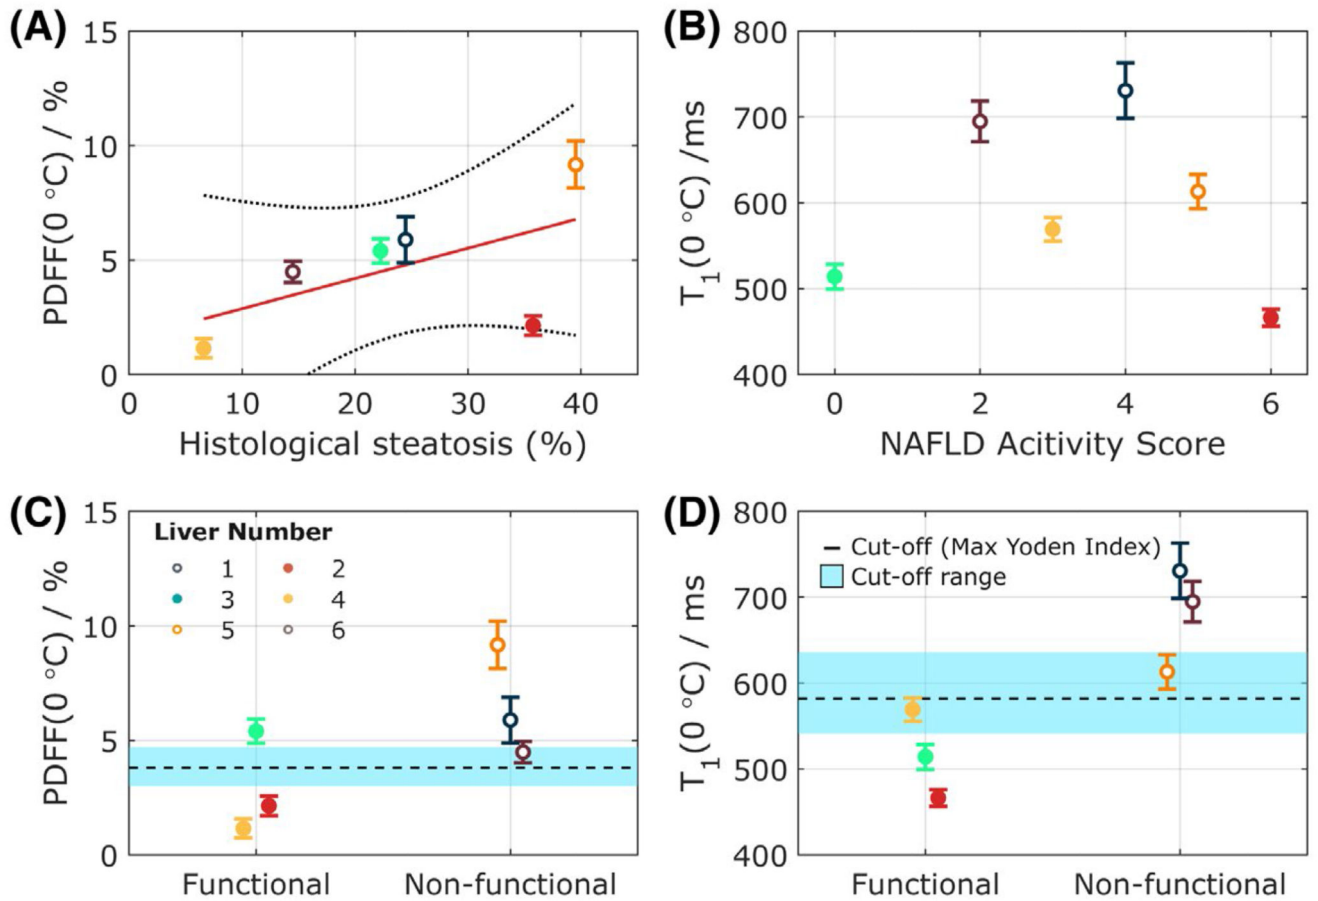 (A)
PDFF(0 °C) / %
15
10
5
0
0 10 20 30 40
Histological steatosis (%)
(B)
T1(0 °C) /ms
800
700
600
500
400
0 2 4 6
NAFLD Acitivity Score
(C)
PDFF(0 °C) / %
15
10
5
0
Liver Number
1 2
3 4
5 6
Functional Non-functional
(D)
T1(0 °C) / ms
800
700
600
500
400
Cut-off (Max Yoden Index)
Cut-off range
Functional Non-functional